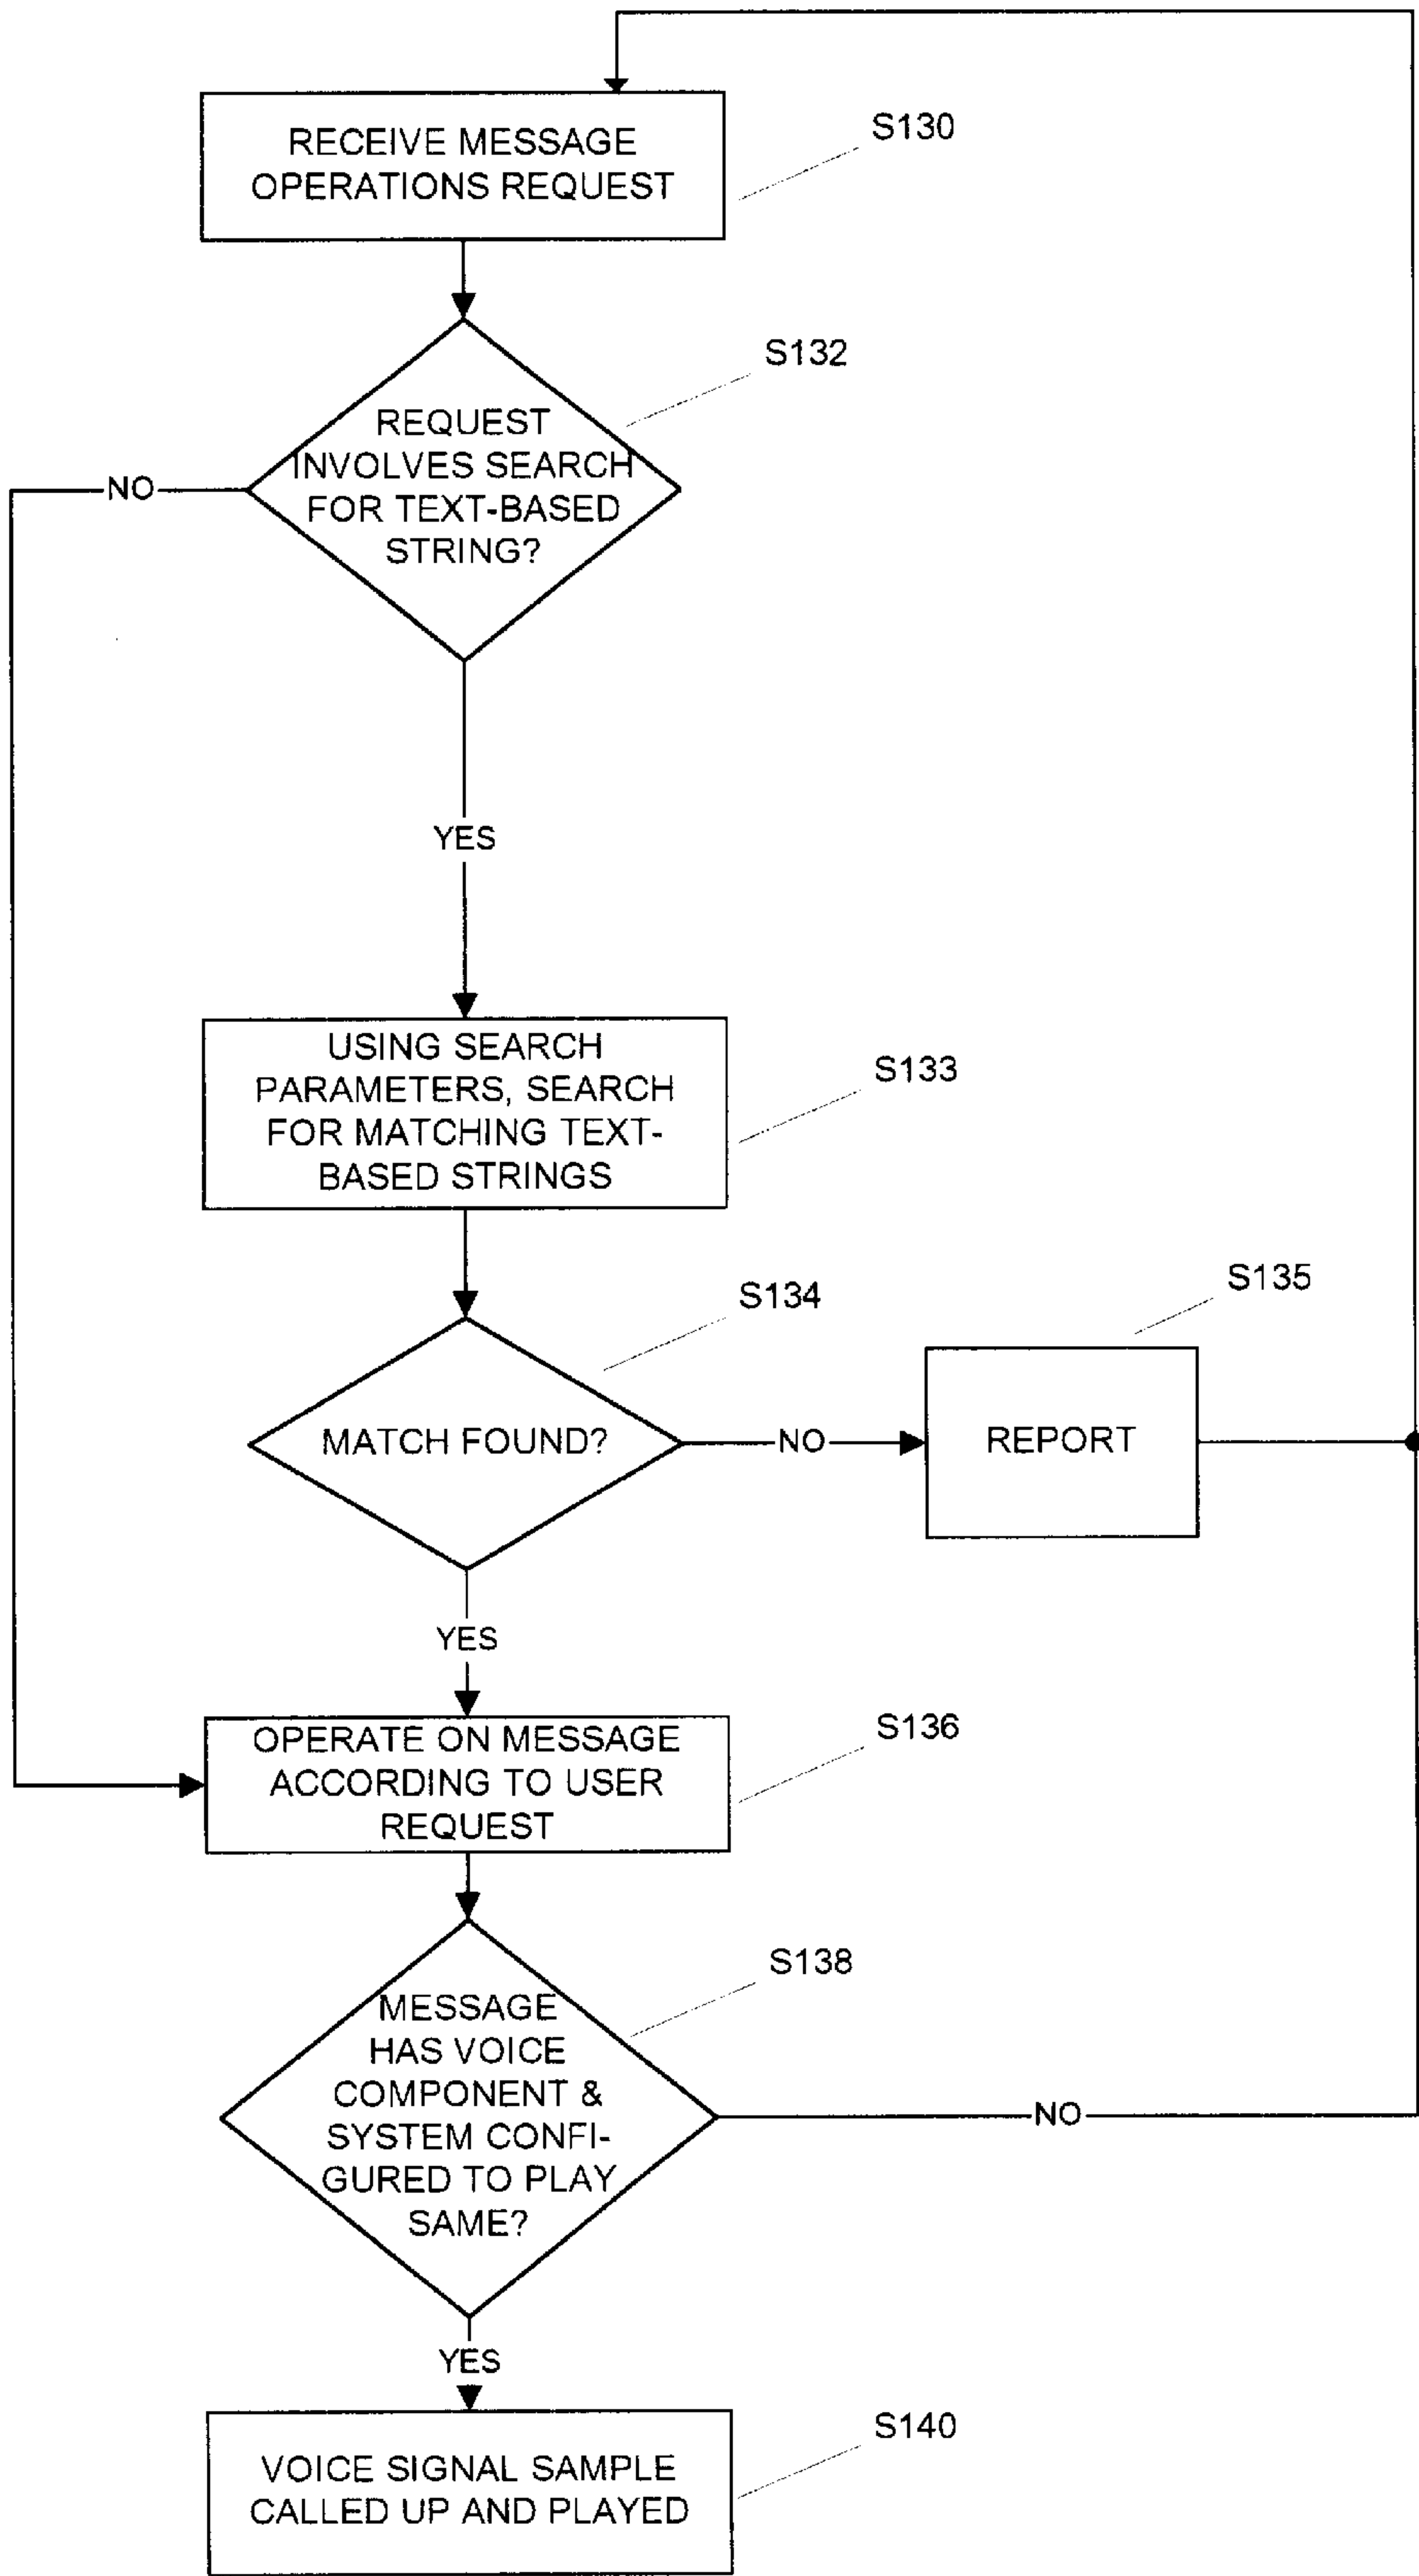 RECEIVE MESSAGE
OPERATIONS REQUEST
S130
S132
REQUEST
INVOLVES SEARCH
FOR TEXT-BASED
STRING?
NO
YES
USING SEARCH
PARAMETERS, SEARCH
FOR MATCHING TEXT-
BASED STRINGS
S133
S134
MATCH FOUND?
NO
S135
REPORT
YES
OPERATE ON MESSAGE
ACCORDING TO USER
REQUEST
S136
S138
MESSAGE
HAS VOICE
COMPONENT &
SYSTEM CONFI-
GURED TO PLAY
SAME?
NO
YES
VOICE SIGNAL SAMPLE
CALLED UP AND PLAYED
S140